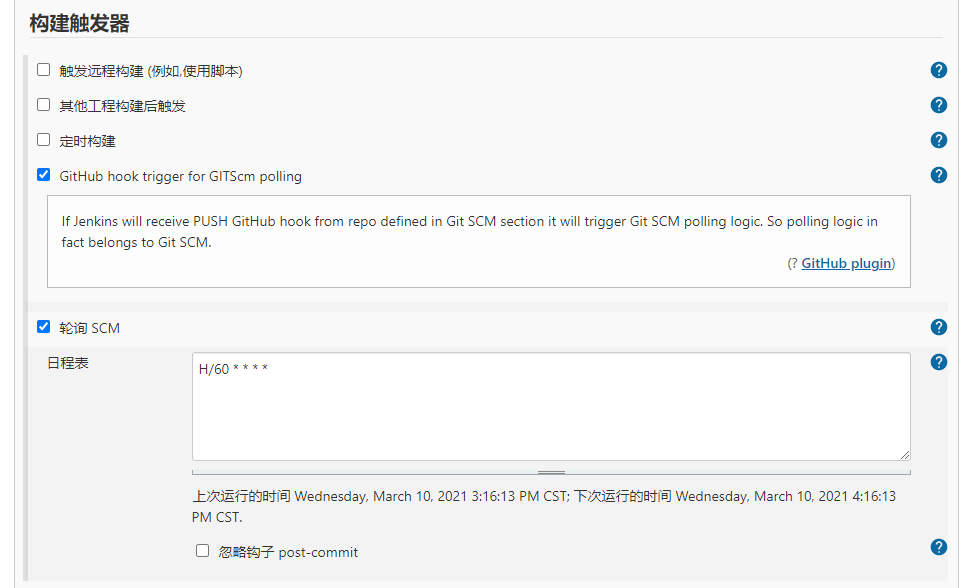 构建触发器
触发远程构建 (例如,使用脚本)
其他工程构建后触发
定时构建
GitHub hook trigger for GITScm polling
If Jenkins will receive PUSH GitHub hook from repo defined in Git SCM section it will trigger Git SCM polling logic. So polling logic in
fact belongs to Git SCM.
(? GitHub plugin)
轮询 SCM
日程表
H/60 * * * *
上次运行的时间 Wednesday, March 10, 2021 3:16:13 PM CST; 下次运行的时间 Wednesday, March 10, 2021 4:16:13
PM CST.
忽略钩子 post-commit